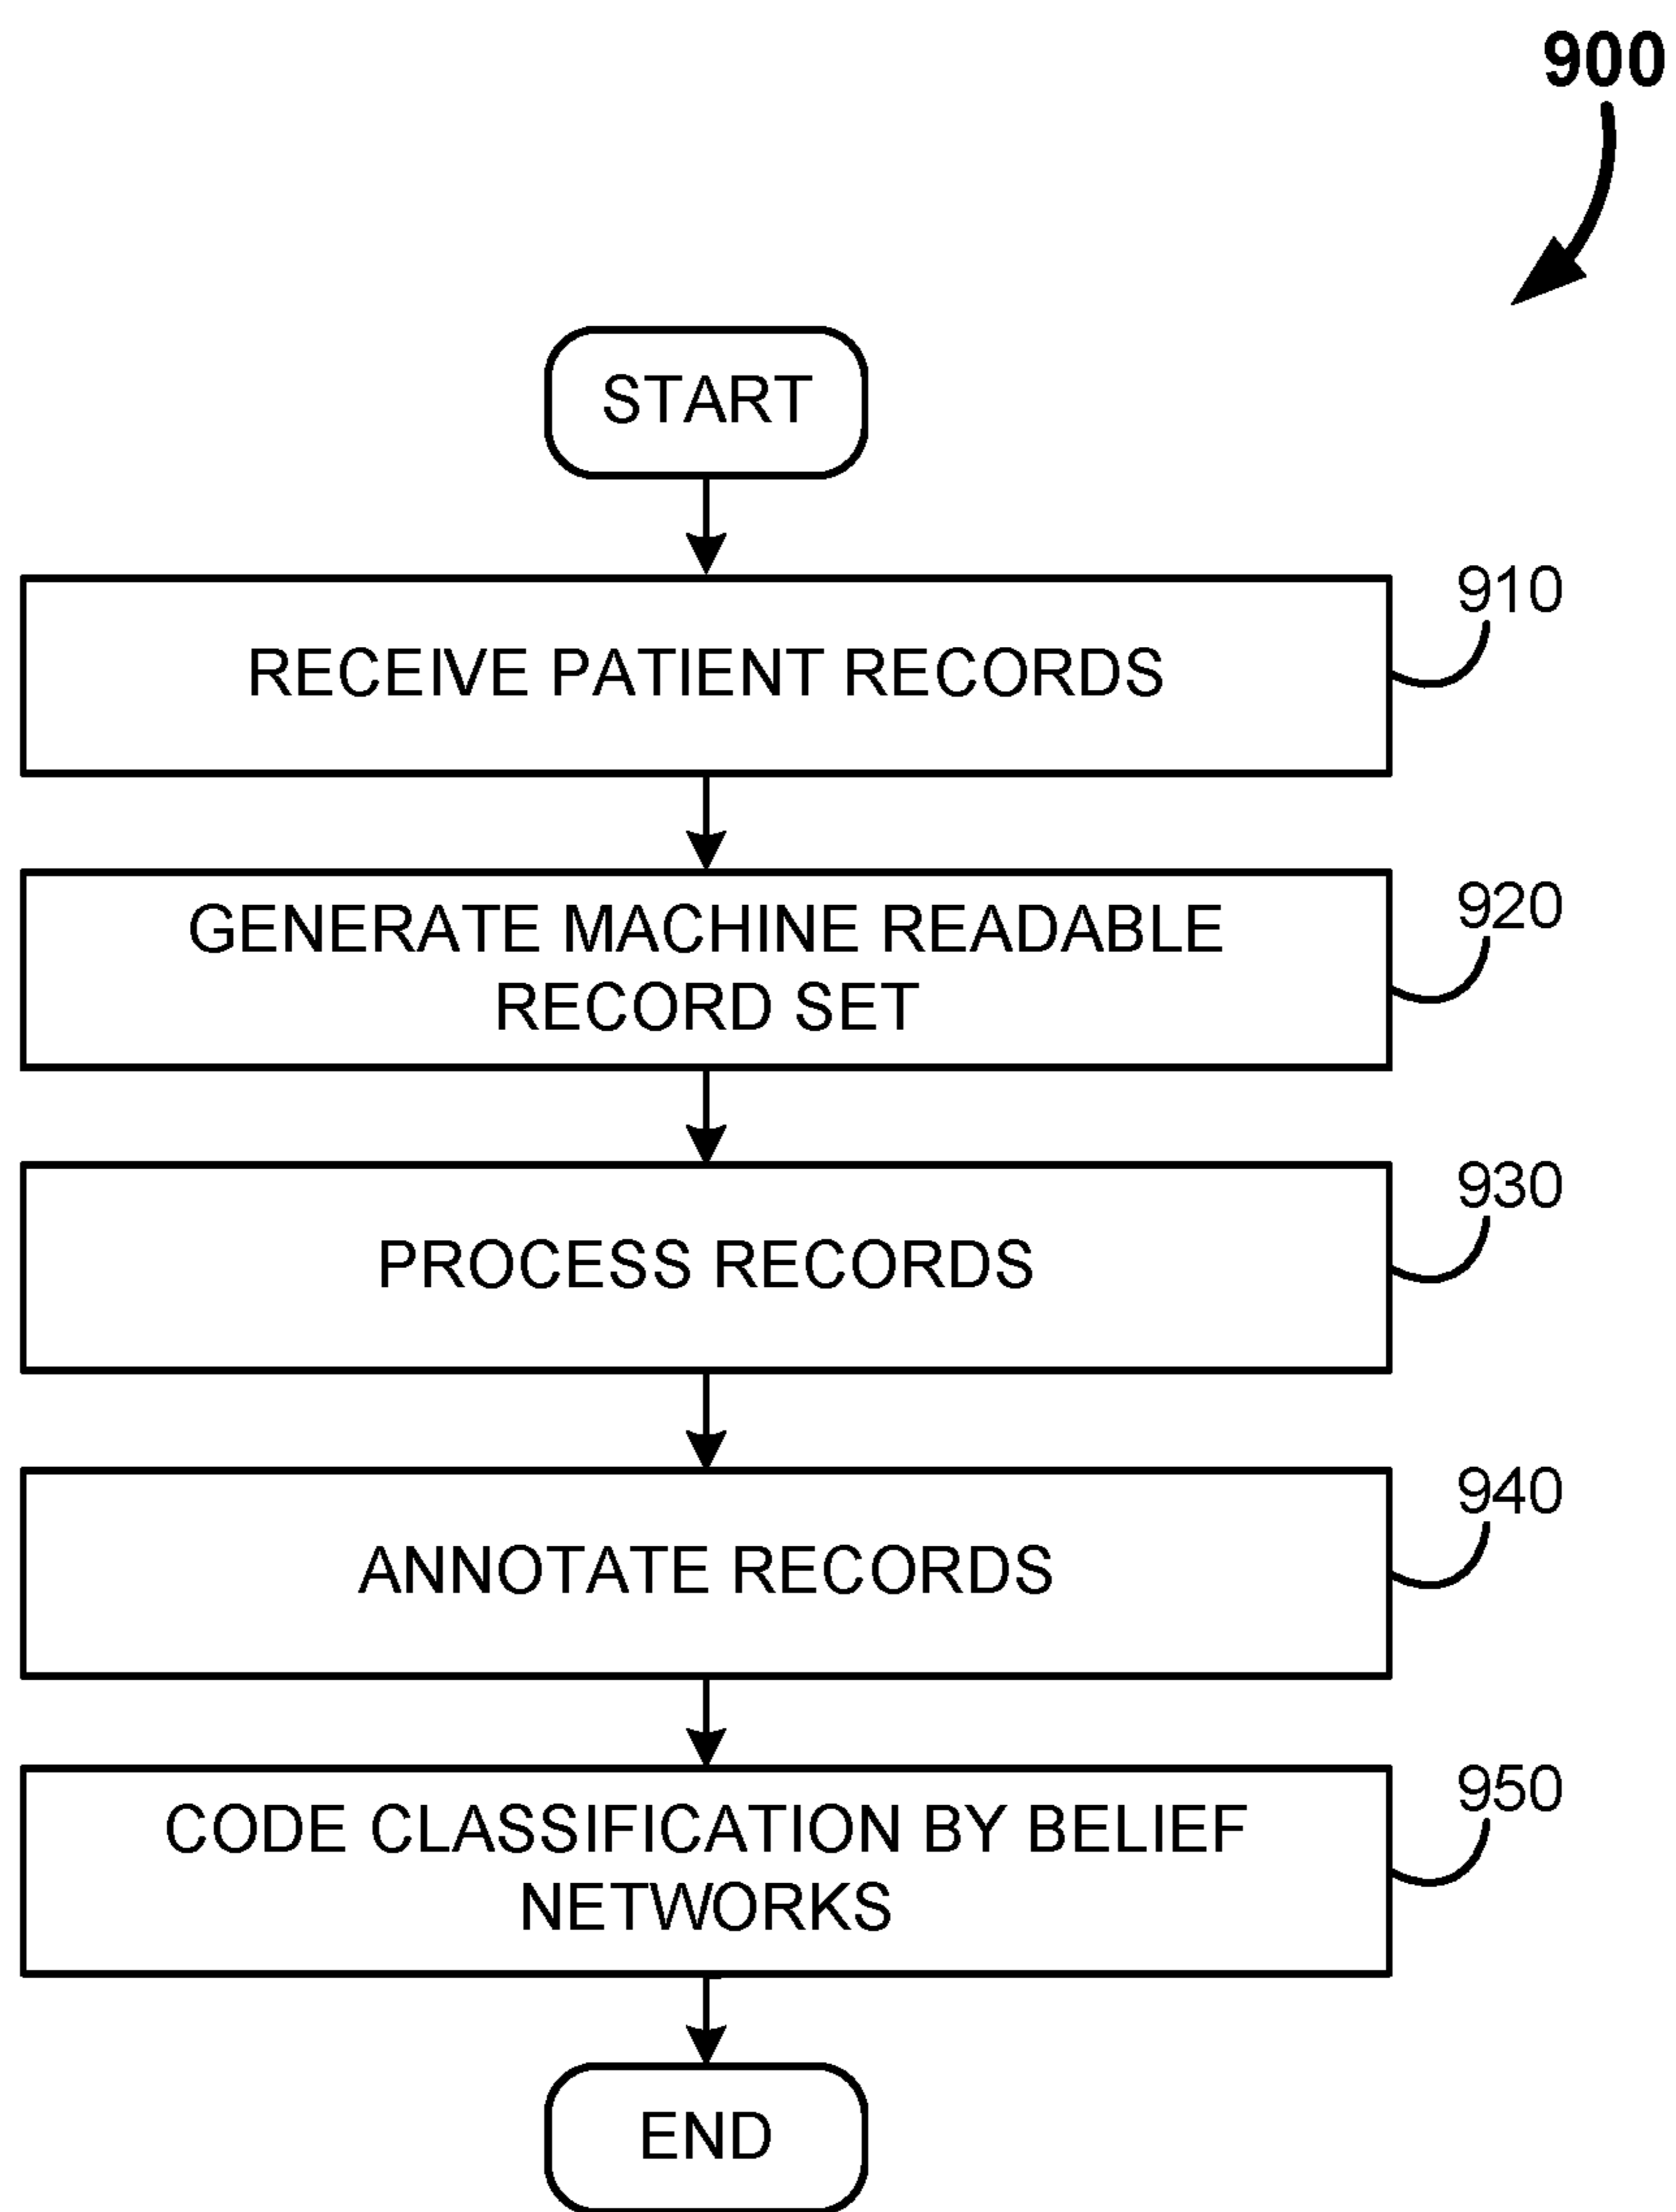 900
START
910
RECEIVE PATIENT RECORDS
920
GENERATE MACHINE READABLE
RECORD SET
930
PROCESS RECORDS
940
ANNOTATE RECORDS
950
CODE CLASSIFICATION BY BELIEF
NETWORKS
END